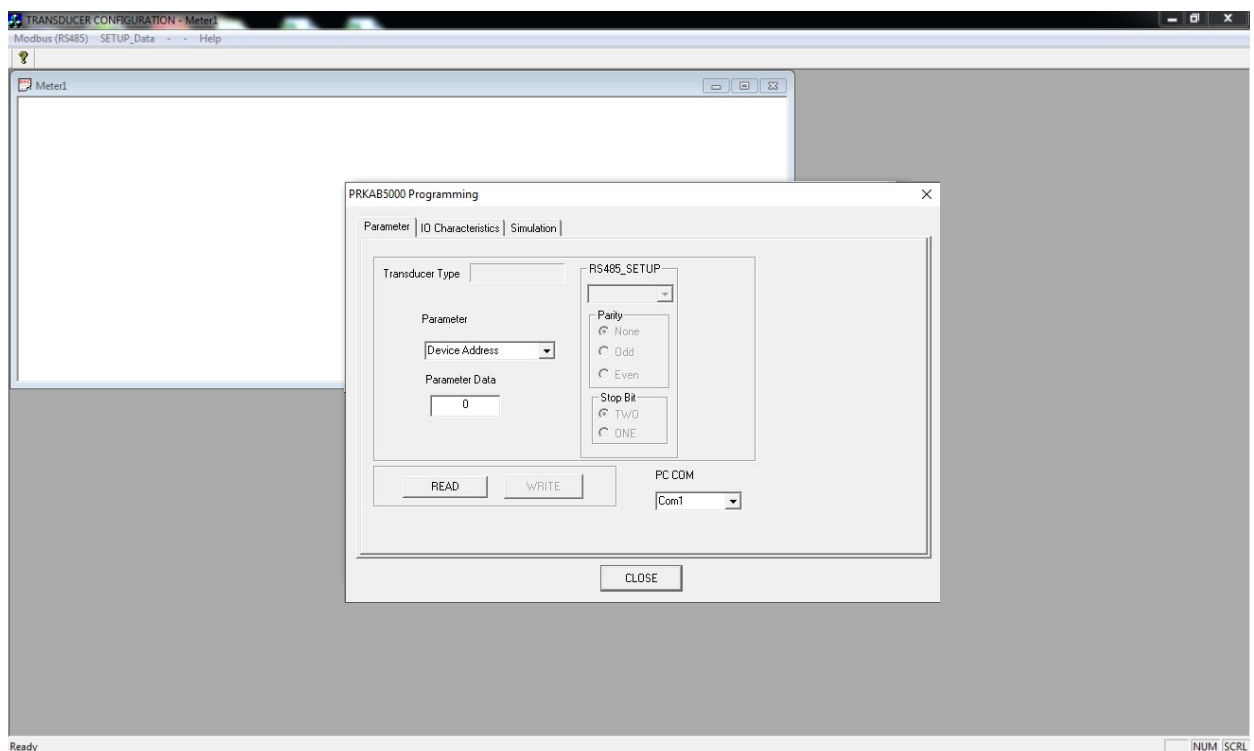 TRANSDUCER CONFIGURATION - Meter1
Modbus (RS485) SETUP_Data - - Help
Meter1
PRKAB5000 Programming
Parameter IO Characteristics Simulation
Transducer Type
RS485_SETUP
Parameter
Device Address
Parameter Data
0
Parity
None
Odd
Even
Stop Bit
TWO
ONE
READ WRITE
PC COM
Com1
CLOSE
Ready NUM SCRL